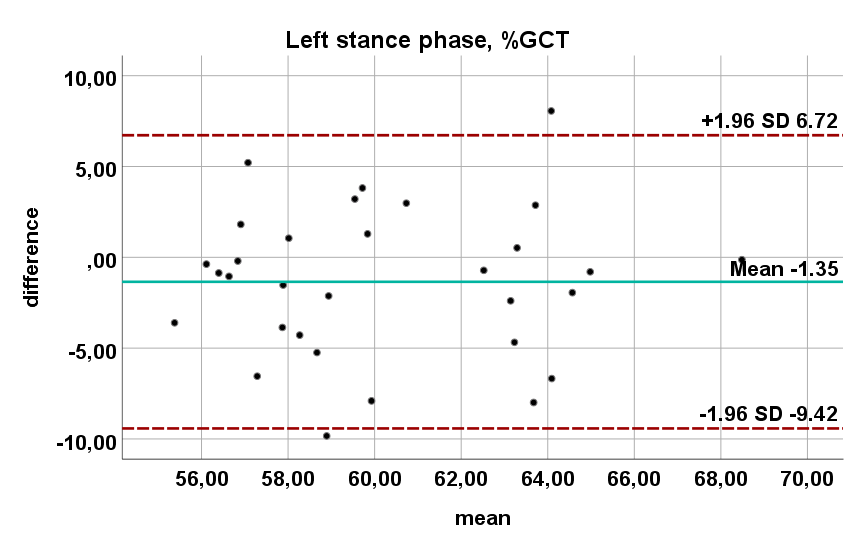 Left stance phase, %GCT
10,00
5,00
,00
-5,00
-10,00
difference
+1.96 SD 6.72
Mean -1.35
-1.96 SD -9.42
56,00 58,00 60,00 62,00 64,00 66,00 68,00 70,00
mean